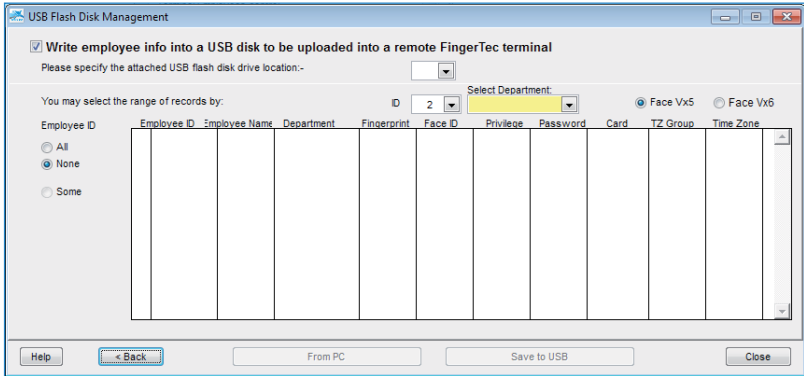 USB Flash Disk Management
Write employee info into a USB disk to be uploaded into a remote FingerTec terminal
Please specify the attached USB flash disk drive location:-
Select Department:
You may select the range of records by: ID 2 Face Vx5 Face Vx6
Employee ID Employee ID Employee Name Department Fingerprint Face ID Privilege Password Card TZ Group Time Zone
All
None
Some
Help < Back From PC Save to USB Close